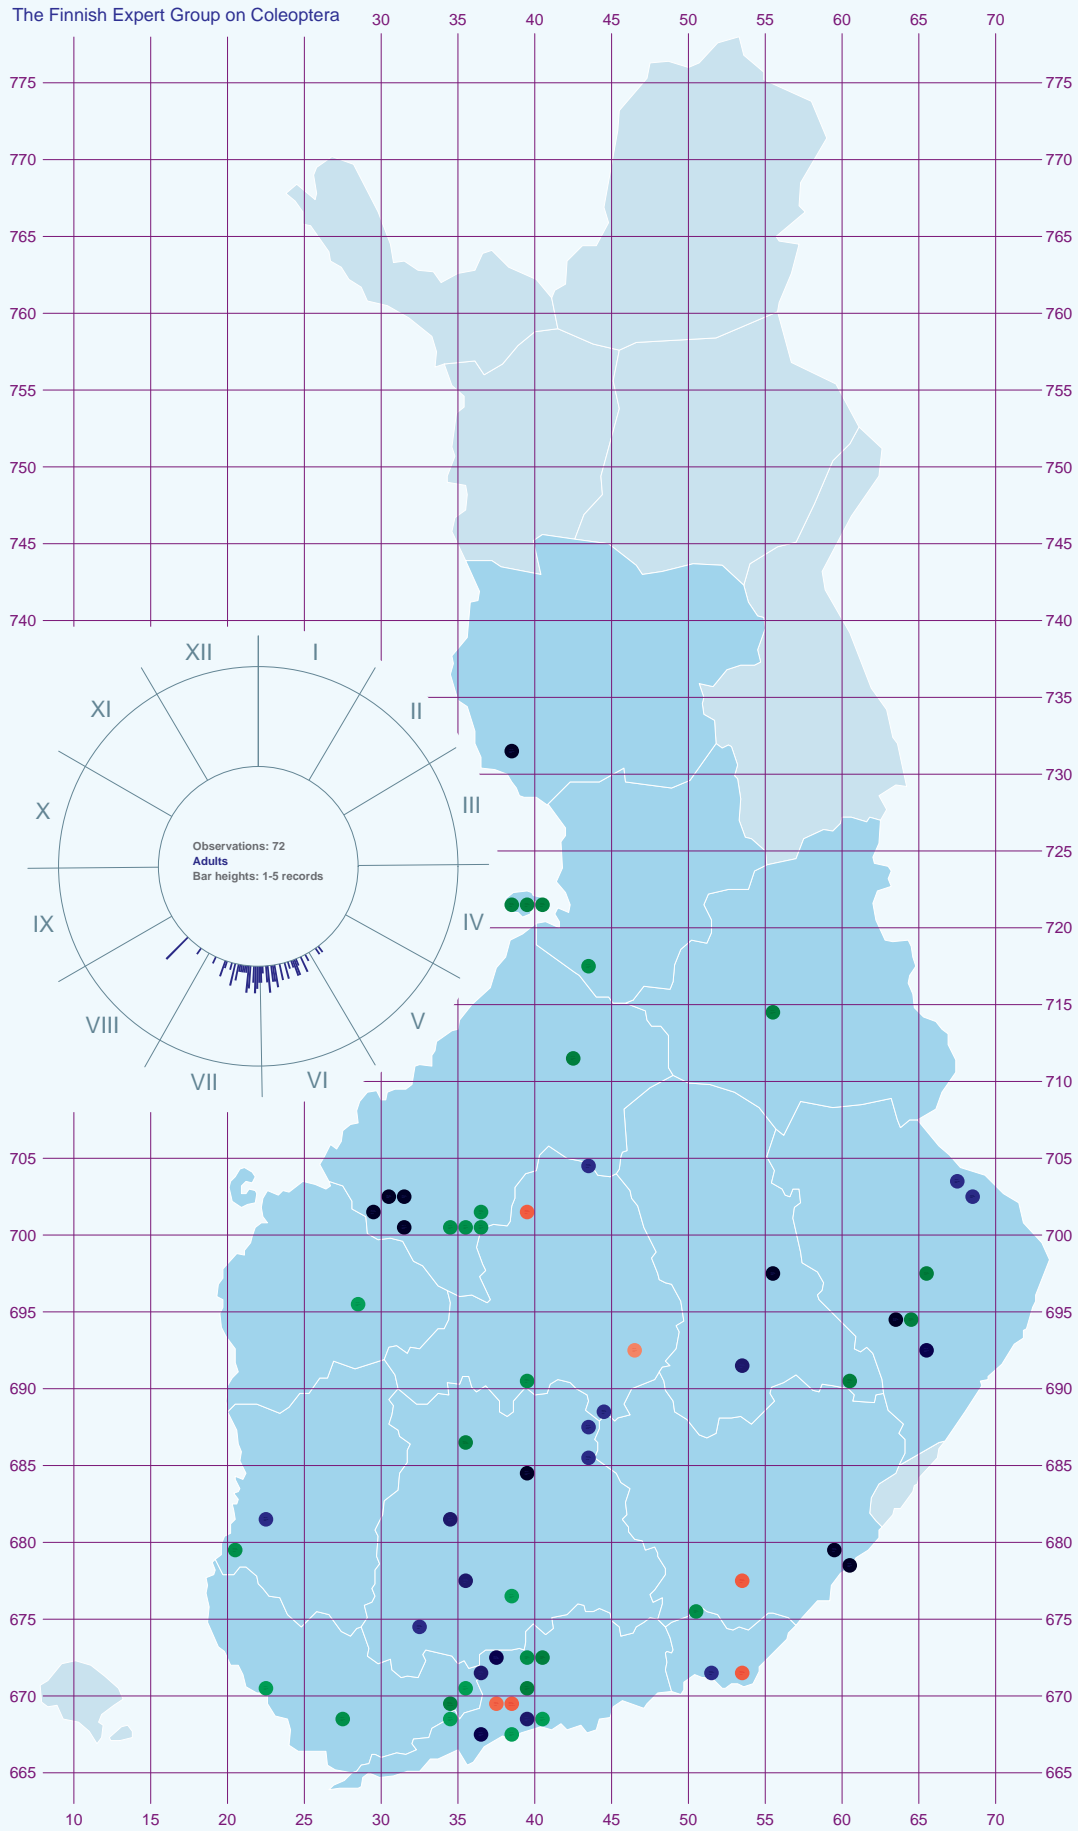 The Finnish Expert Group on Coleoptera
30 35 40 45 50 55 60 65 70
775 775
770 770
765 765
760 760
755 755
750 750
745 745
740 740
XII I
XI II
735
730
X III
Observations: 72
Adults
Bar heights: 1-5 records
725
IX IV
720
VIII V
715
VII VI
710
705 705
700 700
695 695
690 690
685 685
680 680
675 675
670 670
665 665
10 15 20 25 30 35 40 45 50 55 60 65 70